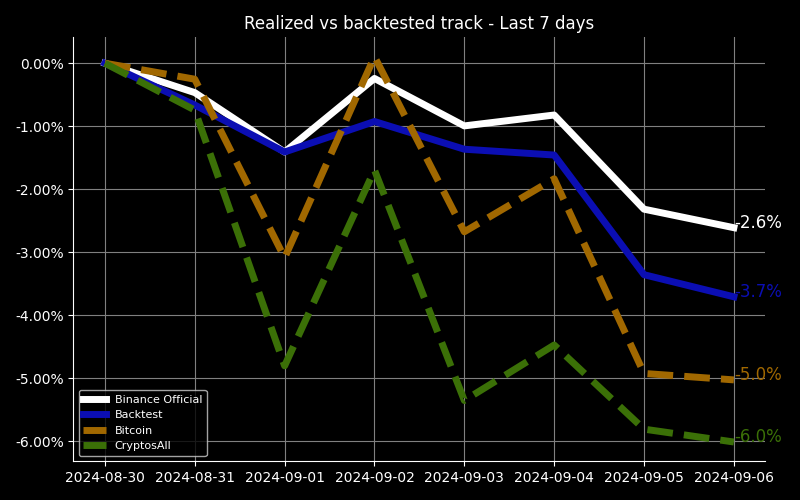 Realized vs backtested track - Last 7 days
0.00%
-1.00%
-2.00%
-3.00%
-4.00%
-5.00%
-6.00%
-2.6%
-3.7%
-5.0%
-6.0%
Binance Official
Backtest
Bitcoin
CryptosAll
2024-08-30 2024-08-31 2024-09-01 2024-09-02 2024-09-03 2024-09-04 2024-09-05 2024-09-06